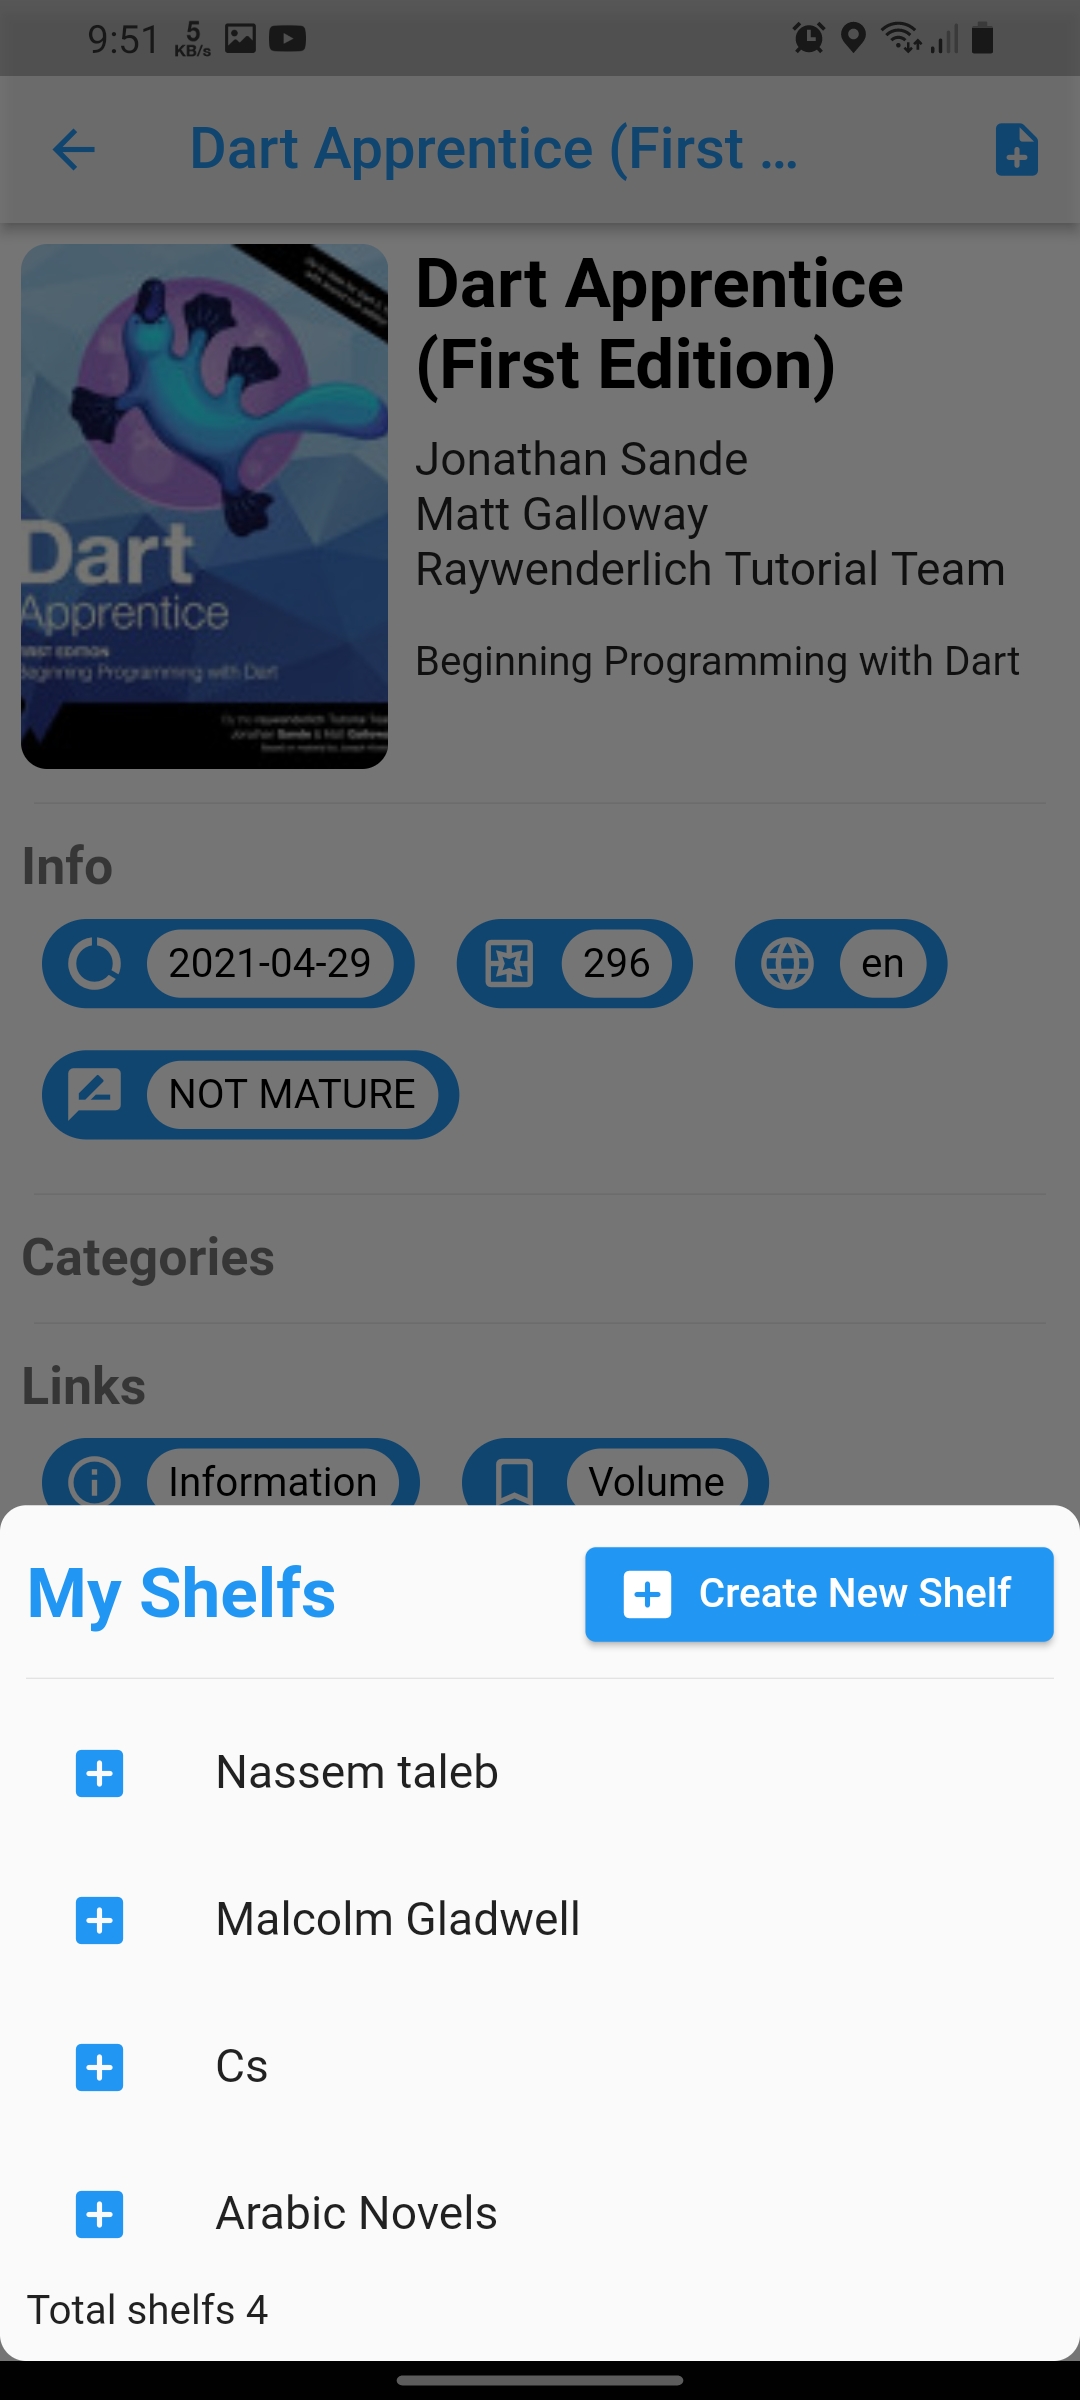 9:51 5 KB/s
Dart Apprentice (First ...
Dart Apprentice
(First Edition)
Jonathan Sande
Matt Galloway
Raywenderlich Tutorial Team
Beginning Programming with Dart
Dart
Apprentice
FIRST EDITION
Beginning Programming with Dart
Info
2021-04-29 296 en
NOT MATURE
Categories
Links
Information Volume
My Shelfs Create New Shelf
Nassem taleb
Malcolm Gladwell
Cs
Arabic Novels
Total shelfs 4